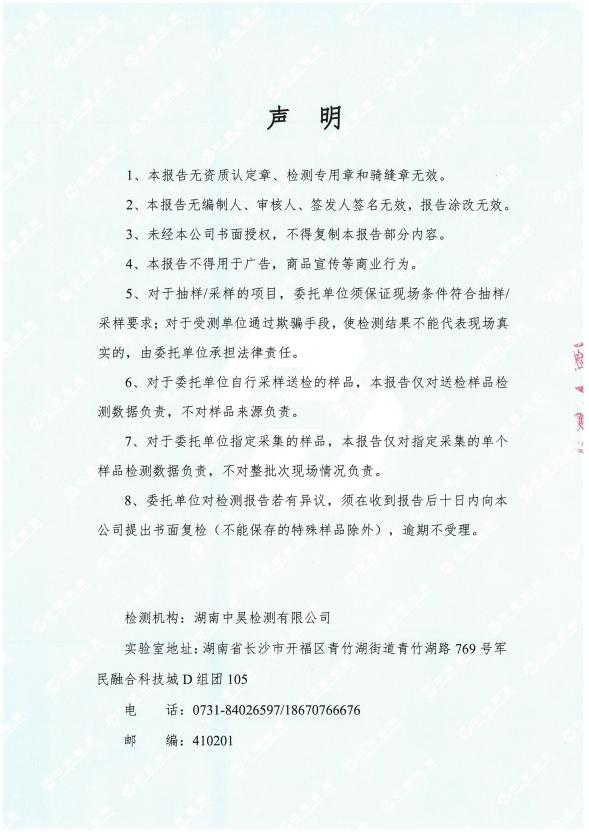 声 明
1、本报告无资质认定章、检测专用章和骑缝章无效。
2、本报告无编制人、审核人、签发人签名无效，报告涂改无效。
3、未经本公司书面授权，不得复制本报告部分内容。
4、本报告不得用于广告，商品宣传等商业行为。
5、对于抽样/采样的项目，委托单位须保证现场条件符合抽样/
采样要求；对于受测单位通过欺骗手段，使检测结果不能代表现场真
实的，由委托单位承担法律责任。
6、对于委托单位自行采样送检的样品，本报告仅对送检样品检
测数据负责，不对样品来源负责。
7、对于委托单位指定采集的样品，本报告仅对指定采集的单个
样品检测数据负责，不对整批次现场情况负责。
8、委托单位对检测报告若有异议，须在收到报告后十日内向本
公司提出书面复检（不能保存的特殊样品除外），逾期不受理。
检测机构：湖南中昊检测有限公司
实验室地址：湖南省长沙市开福区青竹湖街道青竹湖路 769 号军
民融合科技城 D 组团 105
电 话：0731-84026597/18670766676
邮 编：410201